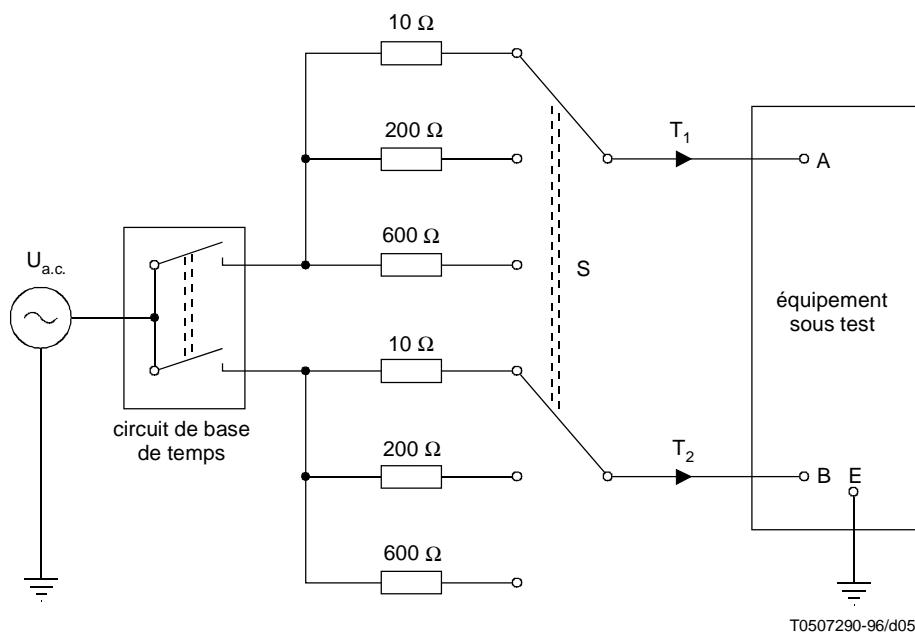 10 Ω
200 Ω
T₁
A
600 Ω
U a.c.
S
équipement
sous test
10 Ω
circuit de base
de temps
200 Ω
T₂
B E
600 Ω
T0507290-96/d05